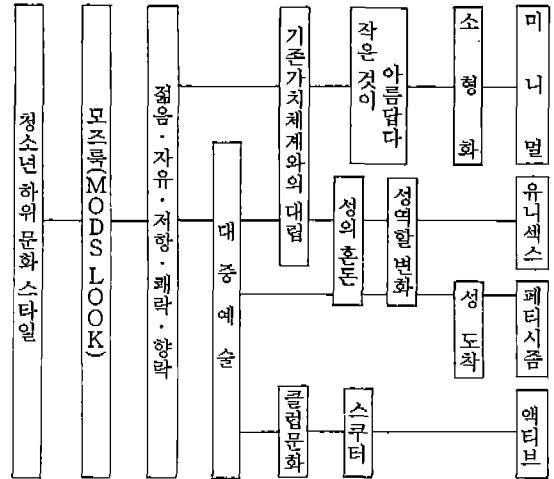 청소년 하위 문화 스타일
모즈룩(MODS LOOK)
젊음·자유·저항·쾌락·향락
대중예술
기존가치체계와의 대립
작은 것이
아름답다
소형화
미니멀
성의 혼돈
성역할 변화
유니섹스
성 도착
페티시즘
클럽문화
스쿠터
액티브